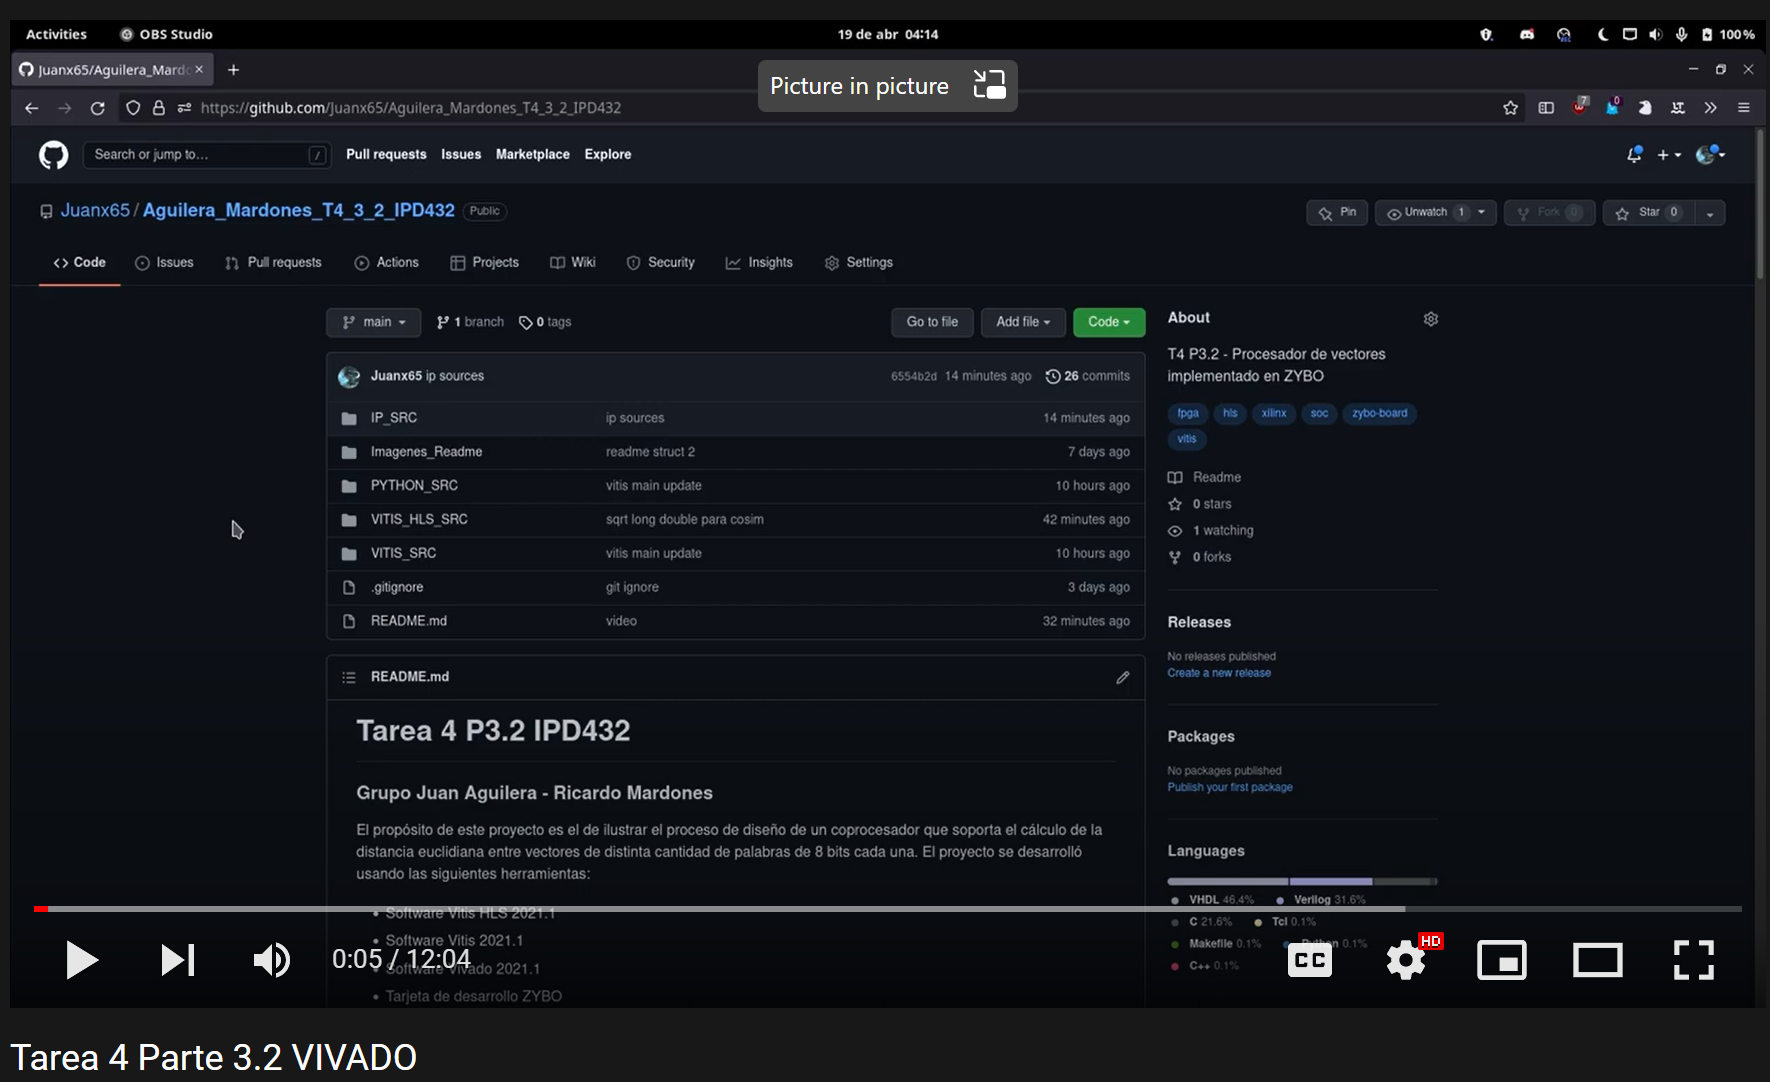 Activities OBS Studio 19 de abr 04:14 100%
Juanx65/Aguilera_Mard
Picture in picture
https://github.com/Juanx65/Aguilera_Mardones_T4_3_2_IPD432 7 0
Search or jump to... / Pull requests Issues Marketplace Explore
Juanx65 / Aguilera_Mardones_T4_3_2_IPD432 Public Pin Unwatch 1 Fork 0 Star 0
Code Issues Pull requests Actions Projects Wiki Security Insights Settings
main 1 branch 0 tags Go to file Add file Code
Juanx65 ip sources 6554b2d 14 minutes ago 26 commits
IP_SRC ip sources 14 minutes ago
Imagenes_Readme readme struct 2 7 days ago
PYTHON_SRC vitis main update 10 hours ago
VITIS_HLS_SRC sqrt long double para cosim 42 minutes ago
VITIS_SRC vitis main update 10 hours ago
.gitignore git ignore 3 days ago
README.md video 32 minutes ago
README.md
Tarea 4 P3.2 IPD432
Grupo Juan Aguilera - Ricardo Mardones
El propósito de este proyecto es el de ilustrar el proceso de diseño de un coprocesador que soporta el cálculo de la
distancia euclidiana entre vectores de distinta cantidad de palabras de 8 bits cada una. El proyecto se desarrolló
usando las siguientes herramientas:
• Software Vitis HLS 2021.1
• Software Vitis 2021.1
• Software Vivado 2021.1
• Tarjeta de desarrollo ZYBO
About
T4 P3.2 - Procesador de vectores
implementado en ZYBO
fpga hls xilinx soc zybo-board
vitis
Readme
0 stars
1 watching
0 forks
Releases
No releases published
Create a new release
Packages
No packages published
Publish your first package
Languages
VHDL 46.4% Verilog 31.6%
C 21.6% Tcl 0.1%
Makefile 0.1% Python 0.1%
C++ 0.1%
0:05 / 12:04 CC HD
Tarea 4 Parte 3.2 VIVADO